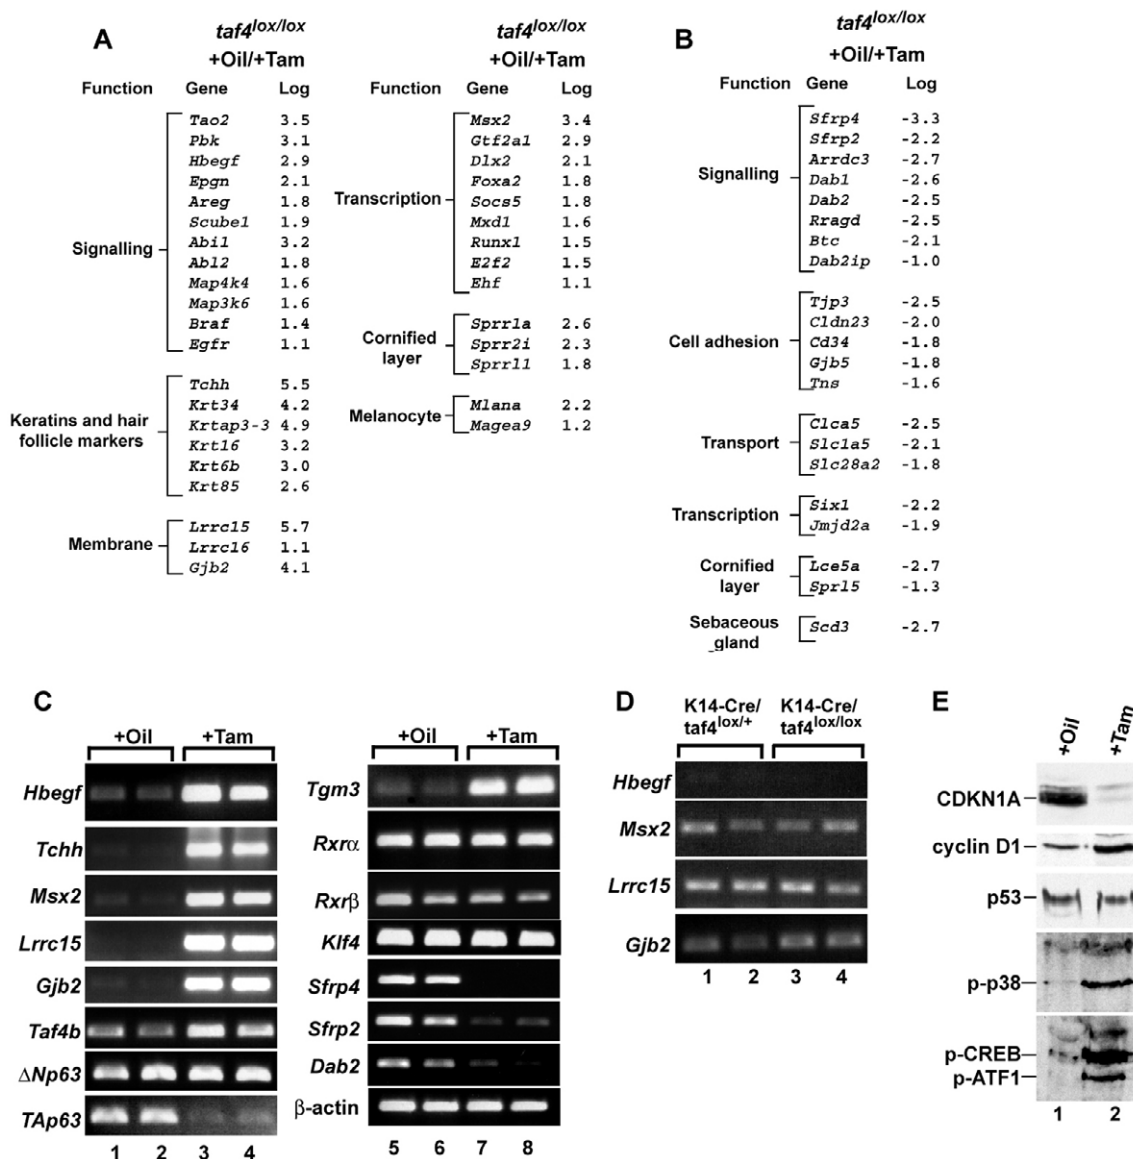 A
taf4lox/lox
+Oil/+Tam
Function Gene Log
Signalling
Tao2 3.5
Pbk 3.1
Hbegf 2.9
Epgn 2.1
Areg 1.8
Scube1 1.9
Abi1 3.2
Abl2 1.8
Map4k4 1.6
Map3k6 1.6
Braf 1.4
Egfr 1.1
Keratins and hair
follicle markers
Tchh 5.5
Krt34 4.2
Krtap3-3 4.9
Krt16 3.2
Krt6b 3.0
Krt85 2.6
Membrane
Lrrc15 5.7
Lrrc16 1.1
Gjb2 4.1
taf4lox/lox
+Oil/+Tam
Function Gene Log
Transcription
Msx2 3.4
Gtf2a1 2.9
Dlx2 2.1
Foxa2 1.8
Socs5 1.8
Mxd1 1.6
Runx1 1.5
E2f2 1.5
Ehf 1.1
Cornified
layer
Sprr1a 2.6
Sprr2i 2.3
Sprrl1 1.8
Melanocyte
Mlana 2.2
Magea9 1.2
B
taf4lox/lox
+Oil/+Tam
Function Gene Log
Signalling
Sfrp4 -3.3
Sfrp2 -2.2
Arrdc3 -2.7
Dab1 -2.6
Dab2 -2.5
Rragd -2.5
Btc -2.1
Dab2ip -1.0
Cell adhesion
Tjp3 -2.5
Cldn23 -2.0
Cd34 -1.8
Gjb5 -1.8
Tns -1.6
Transport
Clca5 -2.5
Slc1a5 -2.1
Slc28a2 -1.8
Transcription
Six1 -2.2
Jmjd2a -1.9
Cornified
layer
Lce5a -2.7
Sprl5 -1.3
Sebaceous
gland
Scd3 -2.7
C
+Oil +Tam
Hbegf
Tchh
Msx2
Lrrc15
Gjb2
Taf4b
ΔNp63
TAp63
1 2 3 4
+Oil +Tam
Tgm3
Rxrα
Rxrβ
Klf4
Sfrp4
Sfrp2
Dab2
β-actin
5 6 7 8
D
K14-Cre/ K14-Cre/
taf4lox/+ taf4lox/lox
Hbegf
Msx2
Lrrc15
Gjb2
1 2 3 4
E
+Oil +Tam
CDKN1A
cyclin D1
p53
p-p38
p-CREB
p-ATF1
1 2